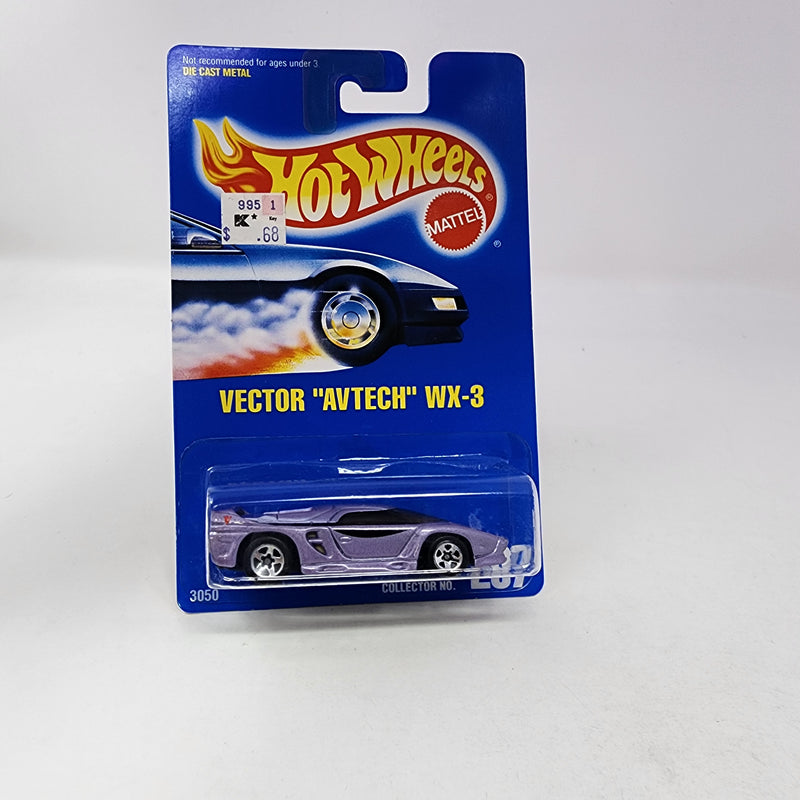 Not recommended for ages under 3
DIE CAST METAL
HOT WHEELS
®
995 1
K★ Key
$ .68
MATTEL
®
VECTOR "AVTECH" WX-3
3050
COLLECTOR NO.